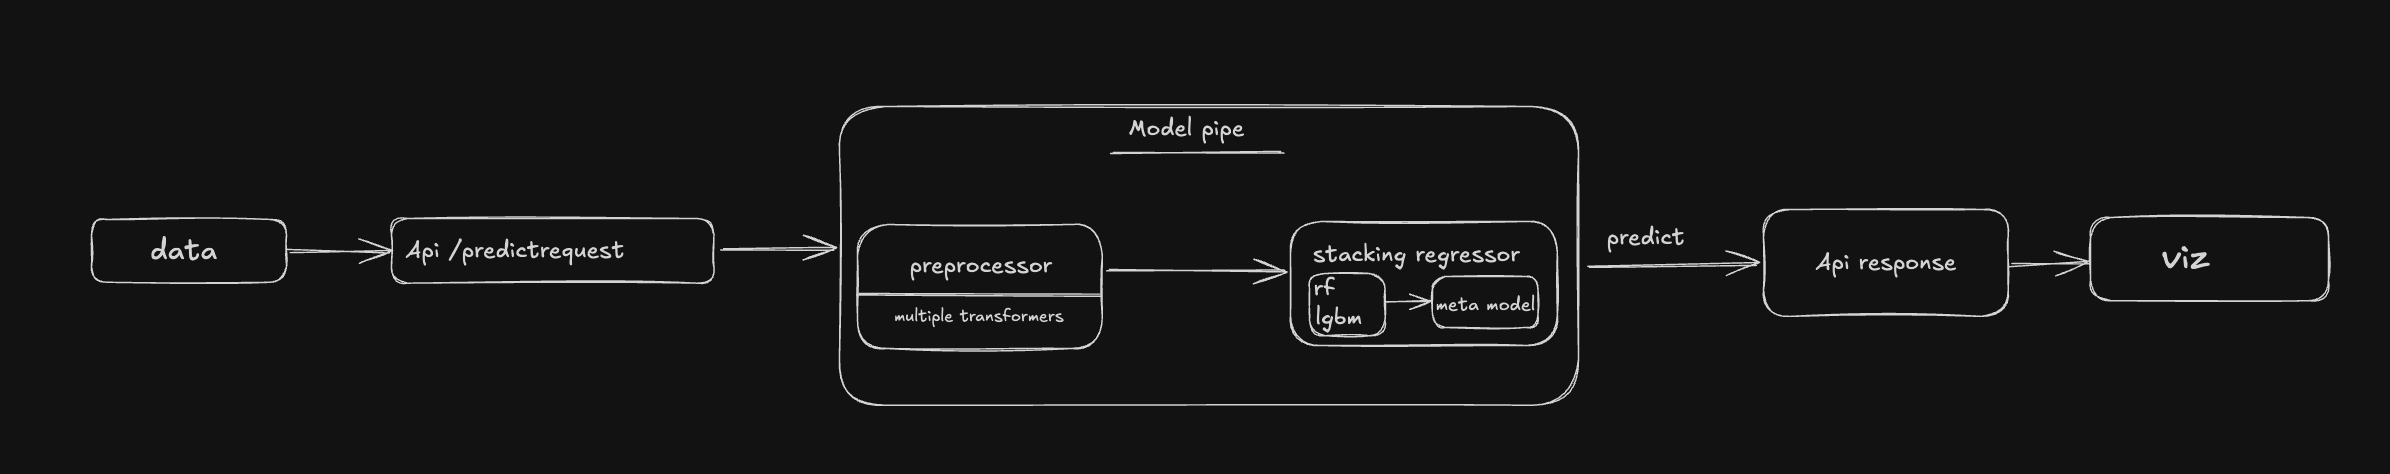 Model pipe
data
Api /predictrequest
preprocessor
multiple transformers
stacking regressor
rf
lgbm
meta model
predict
Api response
viz